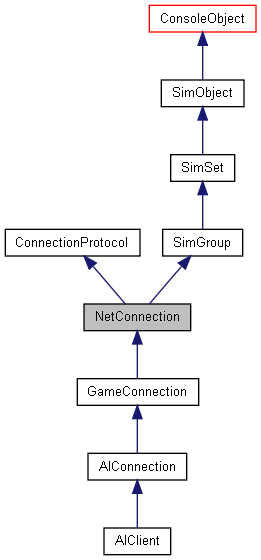 ConsoleObject
SimObject
SimSet
ConnectionProtocol
SimGroup
NetConnection
GameConnection
AIConnection
AIClient